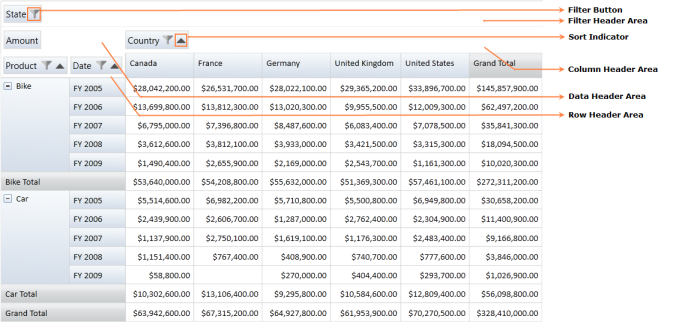 State
Filter Button
Filter Header Area
Amount Country Sort Indicator
Product Date Canada France Germany United Kingdom United States Grand Total Column Header Area
Bike FY 2005 $28,042,200.00 $26,531,700.00 $28,022,100.00 $29,365,200.00 $33,896,700.00 $145,857,900.00
Data Header Area
FY 2006 $13,699,800.00 $13,812,300.00 $13,020,300.00 $9,955,500.00 $12,009,300.00 $62,497,200.00
Row Header Area
FY 2007 $6,795,000.00 $7,396,800.00 $8,487,600.00 $6,083,400.00 $7,078,500.00 $35,841,300.00
FY 2008 $3,612,600.00 $3,812,100.00 $3,933,000.00 $3,421,500.00 $3,315,300.00 $18,094,500.00
FY 2009 $1,490,400.00 $2,655,900.00 $2,169,000.00 $2,543,700.00 $1,161,300.00 $10,020,300.00
Bike Total $53,640,000.00 $54,208,800.00 $55,632,000.00 $51,369,300.00 $57,461,100.00 $272,311,200.00
Car FY 2005 $5,514,600.00 $6,982,200.00 $5,710,800.00 $5,500,800.00 $6,949,800.00 $30,658,200.00
FY 2006 $2,439,900.00 $2,606,700.00 $1,287,000.00 $2,762,400.00 $2,304,900.00 $11,400,900.00
FY 2007 $1,137,900.00 $2,750,100.00 $1,619,100.00 $1,176,300.00 $2,483,400.00 $9,166,800.00
FY 2008 $1,151,400.00 $767,400.00 $408,900.00 $740,700.00 $777,600.00 $3,846,000.00
FY 2009 $58,800.00 $270,000.00 $404,400.00 $293,700.00 $1,026,900.00
Car Total $10,302,600.00 $13,106,400.00 $9,295,800.00 $10,584,600.00 $12,809,400.00 $56,098,800.00
Grand Total $63,942,600.00 $67,315,200.00 $64,927,800.00 $61,953,900.00 $70,270,500.00 $328,410,000.00